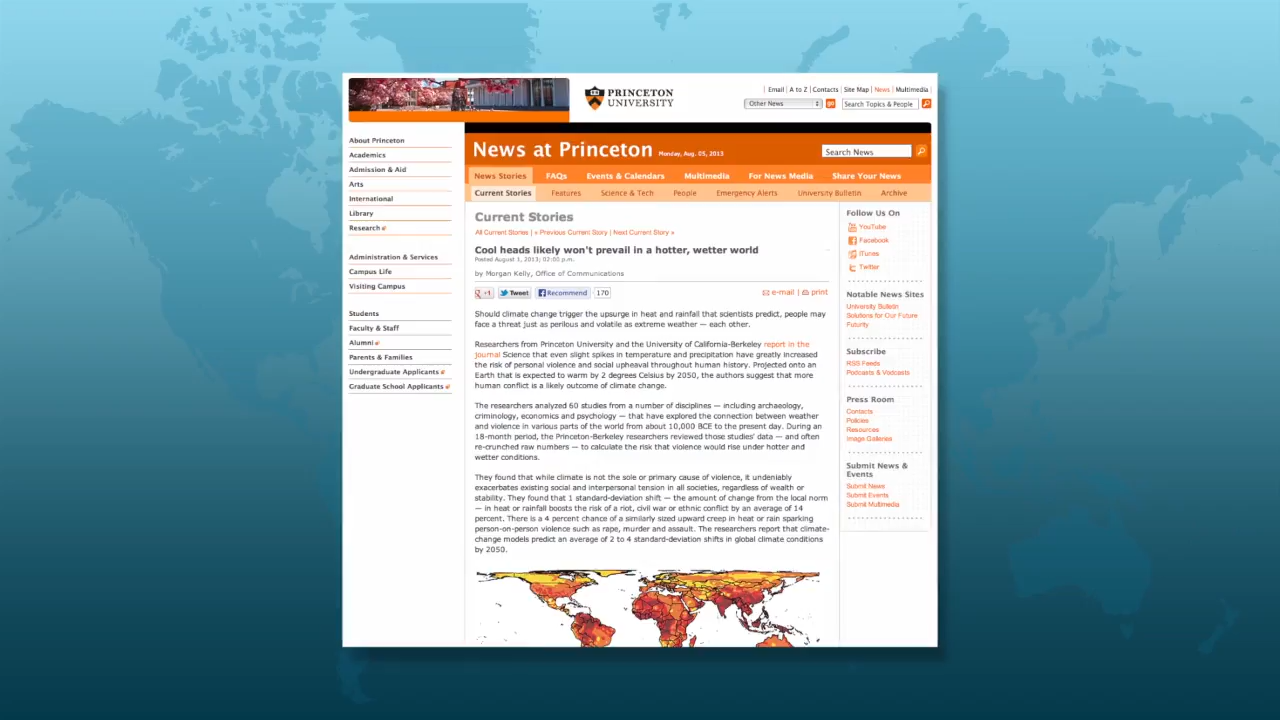 PRINCETON
UNIVERSITY
Email | A to Z | Contacts | Site Map | News | Multimedia
Other News
go
Search Topics & People
About Princeton
Academics
Admission & Aid
Arts
International
Library
Research
Administration & Services
Campus Life
Visiting Campus
Students
Faculty & Staff
Alumni
Parents & Families
Undergraduate Applicants
Graduate School Applicants
News at Princeton
Monday, Aug. 05, 2013
Search News
News Stories FAQs Events & Calendars Multimedia For News Media Share Your News
Current Stories Features Science & Tech People Emergency Alerts University Bulletin Archive
Current Stories
All Current Stories | « Previous Current Story | Next Current Story »
Cool heads likely won't prevail in a hotter, wetter world
Posted August 1, 2013; 02:00 p.m.
by Morgan Kelly, Office of Communications
+1 Tweet Recommend 170
e-mail | print
Should climate change trigger the upsurge in heat and rainfall that scientists predict, people may
face a threat just as perilous and volatile as extreme weather — each other.
Researchers from Princeton University and the University of California-Berkeley report in the
journal Science that even slight spikes in temperature and precipitation have greatly increased
the risk of personal violence and social upheaval throughout human history. Projected onto an
Earth that is expected to warm by 2 degrees Celsius by 2050, the authors suggest that more
human conflict is a likely outcome of climate change.
The researchers analyzed 60 studies from a number of disciplines — including archaeology,
criminology, economics and psychology — that have explored the connection between weather
and violence in various parts of the world from about 10,000 BCE to the present day. During an
18-month period, the Princeton-Berkeley researchers reviewed those studies' data — and often
re-crunched raw numbers — to calculate the risk that violence would rise under hotter and
wetter conditions.
They found that while climate is not the sole or primary cause of violence, it undeniably
exacerbates existing social and interpersonal tension in all societies, regardless of wealth or
stability. They found that 1 standard-deviation shift — the amount of change from the local norm
— in heat or rainfall boosts the risk of a riot, civil war or ethnic conflict by an average of 14
percent. There is a 4 percent chance of a similarly sized upward creep in heat or rain sparking
person-on-person violence such as rape, murder and assault. The researchers report that climate-
change models predict an average of 2 to 4 standard-deviation shifts in global climate conditions
by 2050.
Follow Us On
YouTube
Facebook
iTunes
Twitter
Notable News Sites
University Bulletin
Solutions for Our Future
Futurity
Subscribe
RSS Feeds
Podcasts & Vodcasts
Press Room
Contacts
Policies
Resources
Image Galleries
Submit News &
Events
Submit News
Submit Events
Submit Multimedia